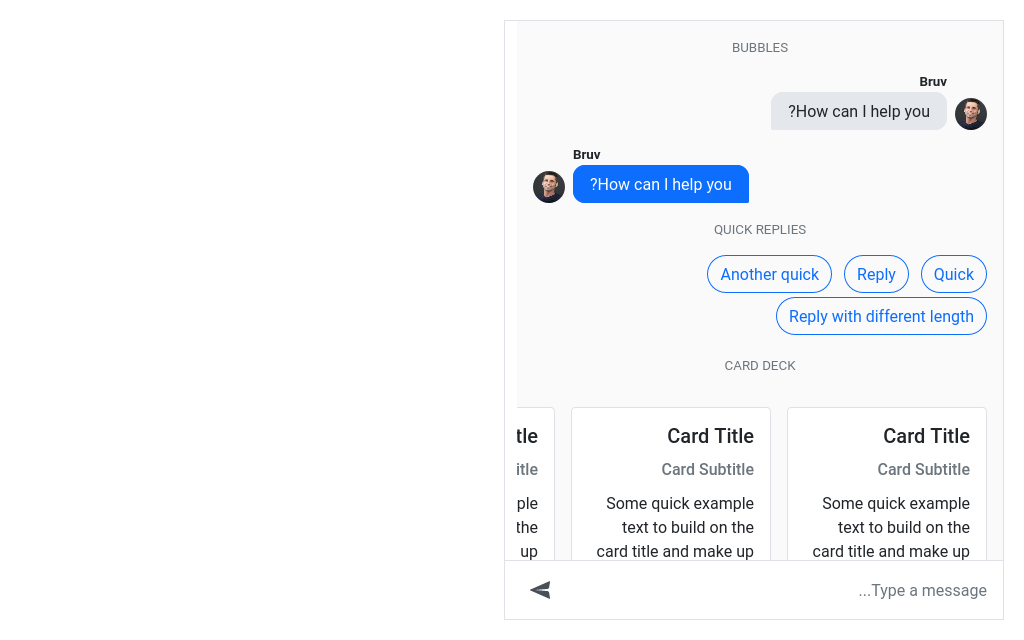 BUBBLES
Bruv
?How can I help you
Bruv
?How can I help you
QUICK REPLIES
Quick
Reply
Another quick
Reply with different length
CARD DECK
Card Title
Card Subtitle
Some quick example
text to build on the
card title and make up
Card Title
Card Subtitle
Some quick example
text to build on the
card title and make up
tle
itle
ple
the
up
...Type a message